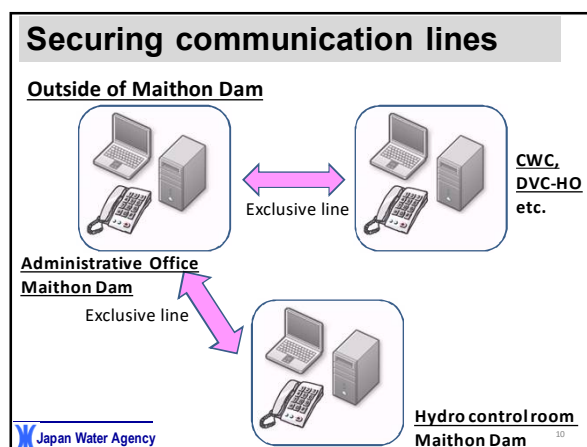 Securing communication lines
Outside of Maithon Dam
Exclusive line
CWC,
DVC-HO
etc.
Administrative Office
Maithon Dam
Exclusive line
Hydro control room
Maithon Dam
Japan Water Agency
10